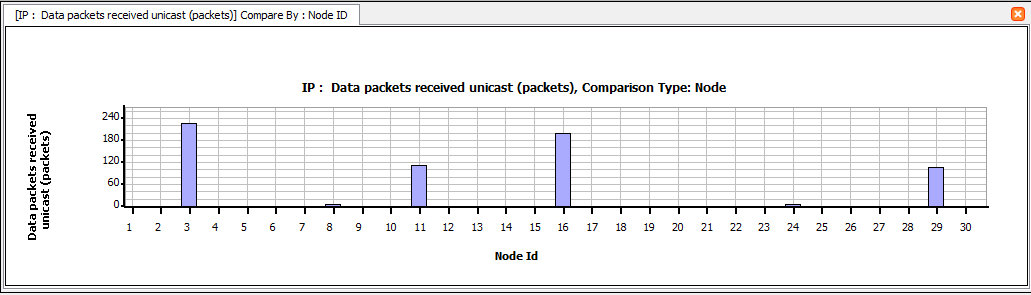 [IP :  Data packets received unicast (packets)] Compare By : Node ID
IP :  Data packets received unicast (packets), Comparison Type: Node
Data packets received
unicast (packets)
240
180
120
60
0
1 2 3 4 5 6 7 8 9 10 11 12 13 14 15 16 17 18 19 20 21 22 23 24 25 26 27 28 29 30
Node Id